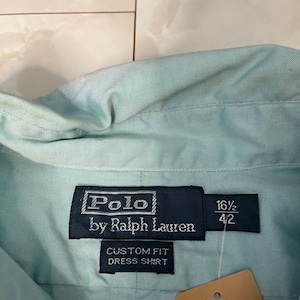 Polo
by Ralph Lauren
16½
42
CUSTOM FIT
DRESS SHIRT